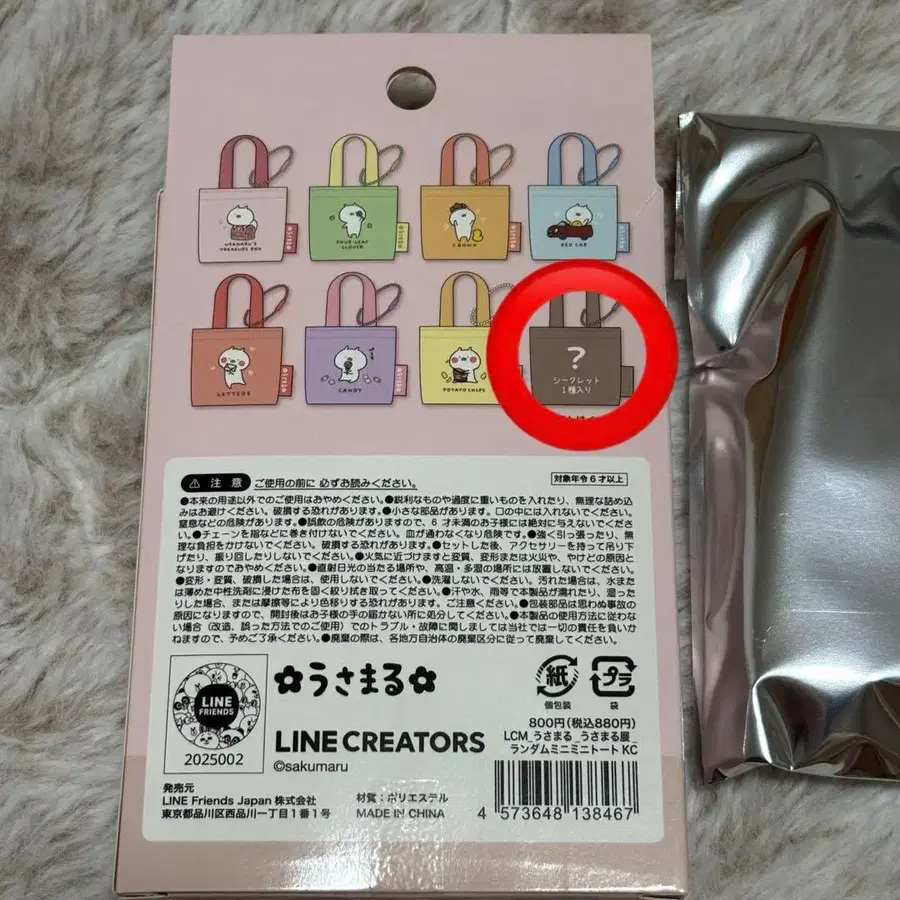 USAMARU'S
TREASURE BOX
FOUR-LEAF
CLOVER
CROWN
RED CAR
LETTERS
CANDY
POTATO CHIPS
?
シークレット
1種入り
注意 ご使用の前に 必ずお読みください。
対象年令6才以上
●本来の用途以外でのご使用はおやめください。●鋭利なものや過度に重いものを入れたり、無理な詰め込
みはお避けください。破損する恐れがあります。●小さな部品があります。口の中には入れないでください。
窒息などの危険があります。●誤飲の危険がありますので、6才未満のお子様には絶対に与えないでくださ
い。●チェーンを指などに巻き付けないでください。血が通わなくなり危険です。●強く引っ張ったり、無
理な負担をかけないでください。破損する恐れがあります。●セットした後、アクセサリーを持って吊り下
げたり、振り回したりしないでください。●火気に近づけますと変質、変形または火災や、やけどの原因と
なりますのでおやめください。●直射日光の当たる場所や、高温・多湿の場所には放置しないでください。
●変形・変質、破損した場合は、使用しないでください。●洗濯しないでください。汚れた場合は、水また
は薄めた中性洗剤に浸けた布を固く絞り拭き取ってください。●汗や水、雨等で本製品が濡れたり、湿った
りした場合、または摩擦等により色移りする恐れがあります。ご注意ください。●包装部品は思わぬ事故の
原因になりますので、開封後はお子様の手の届かない所に処分してください。●本製品の使用方法に従わな
い場合（改造、誤った方法でのご使用）でのトラブル・故障に関しましては当社では一切の責任を負いか
ねますので、予めご了承ください。●廃棄の際は、各地方自治体の廃棄区分に従って廃棄してください。
LINE
FRIENDS
2025002
うさまる
LINE CREATORS
©sakumaru
紙
個包装
プラ
袋
800円（税込880円）
LCM_うさまる_うさまる展_
ランダムミニミニトート KC
発売元
LINE Friends Japan 株式会社
東京都品川区西品川一丁目1番1号
材質：ポリエステル
MADE IN CHINA
4 573648 138467